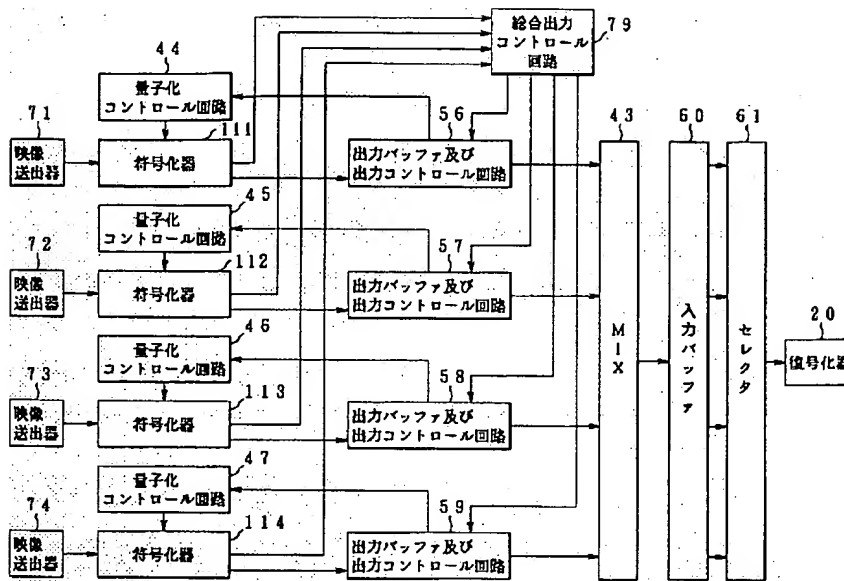 総合出力
コントロール
回路
79
44
量子化
コントロール回路
71
映像
送出器
111
符号化器
56
出力バッファ及び
出力コントロール回路
43
MIX
60
入力バッファ
61
セレクタ
45
量子化
コントロール回路
72
映像
送出器
112
符号化器
57
出力バッファ及び
出力コントロール回路
46
量子化
コントロール回路
73
映像
送出器
113
符号化器
58
出力バッファ及び
出力コントロール回路
20
復号化器
47
量子化
コントロール回路
74
映像
送出器
114
符号化器
59
出力バッファ及び
出力コントロール回路